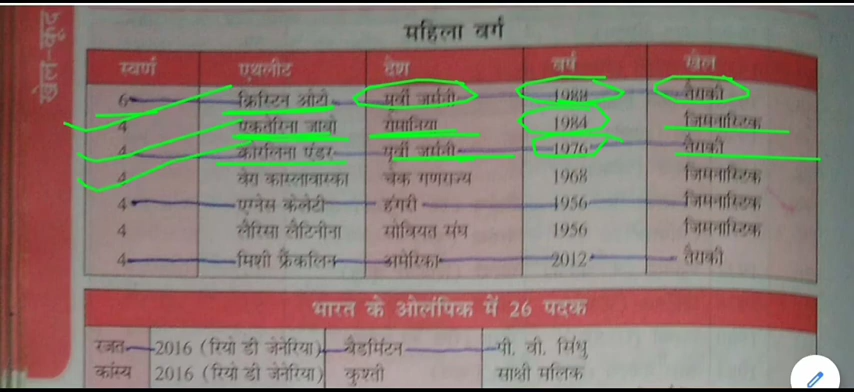 खेल-कूद
महिला वर्ग
स्वर्ण एथलीट देश वर्ष खेल
6 क्रिस्टिन ओटो पूर्वी जर्मनी 1988 तैराकी
4 एकतेरिना जाबो रोमानिया 1984 जिमनास्टिक
4 कोरलिना एंडर पूर्वी जर्मनी 1976 तैराकी
4 वेरा कास्लावास्का चेक गणराज्य 1968 जिमनास्टिक
4 एग्नेस केलेटी हंगरी 1956 जिमनास्टिक
4 लैरिसा लैटिनीना सोवियत संघ 1956 जिमनास्टिक
4 मिशी फ्रैंकलिन अमेरिका 2012 तैराकी
भारत के ओलंपिक में 26 पदक
रजत 2016 (रियो डी जेनेरिया) बैडमिंटन पी. वी. सिंधु
कांस्य 2016 (रियो डी जेनेरिया) कुश्ती साक्षी मलिक